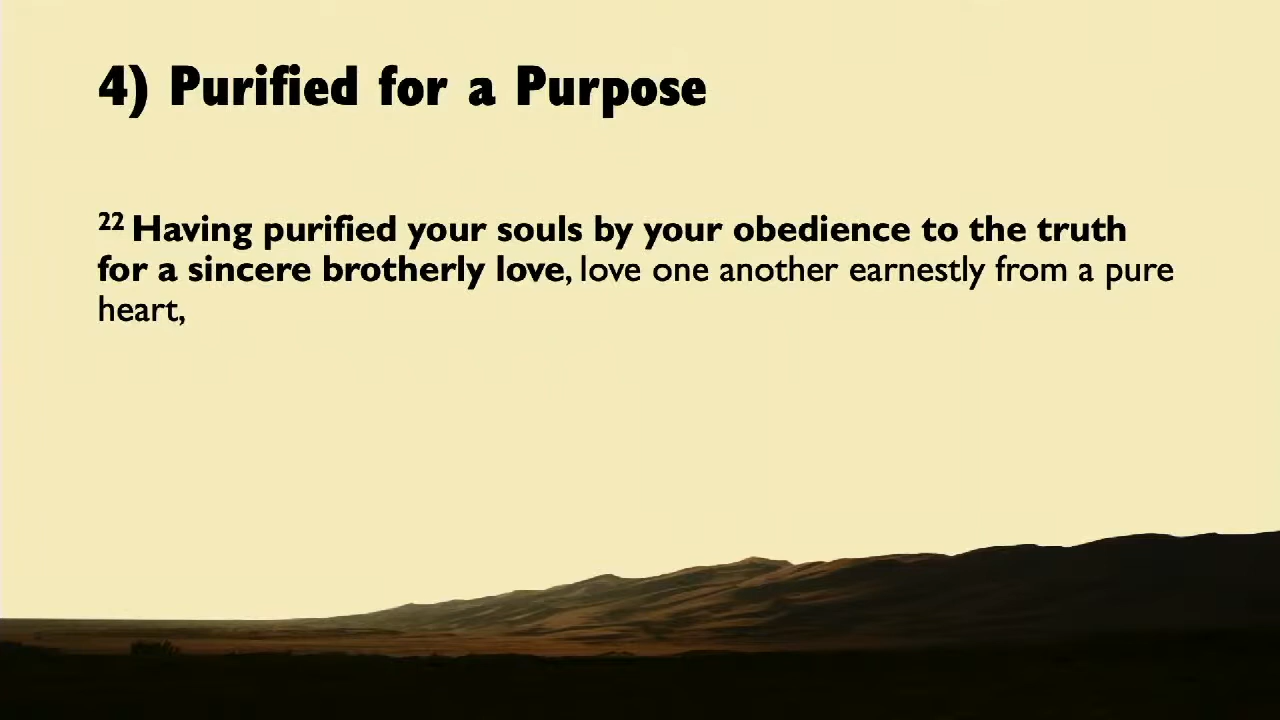 4) Purified for a Purpose
22 Having purified your souls by your obedience to the truth
for a sincere brotherly love, love one another earnestly from a pure
heart,